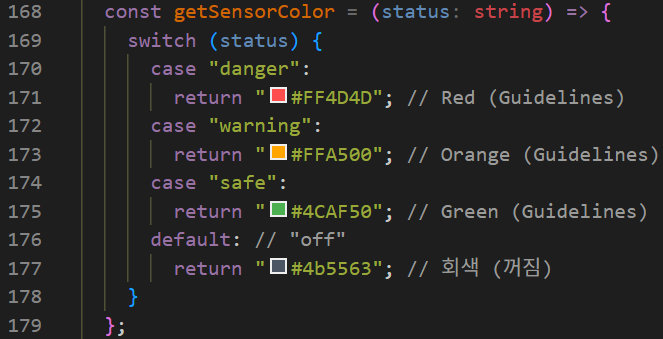 168 const getSensorColor = (status: string) => {
169 switch (status) {
170 case "danger":
171 return "#FF4D4D"; // Red (Guidelines)
172 case "warning":
173 return "#FFA500"; // Orange (Guidelines)
174 case "safe":
175 return "#4CAF50"; // Green (Guidelines)
176 default: // "off"
177 return "#4b5563"; // 회색 (꺼짐)
178 }
179 };